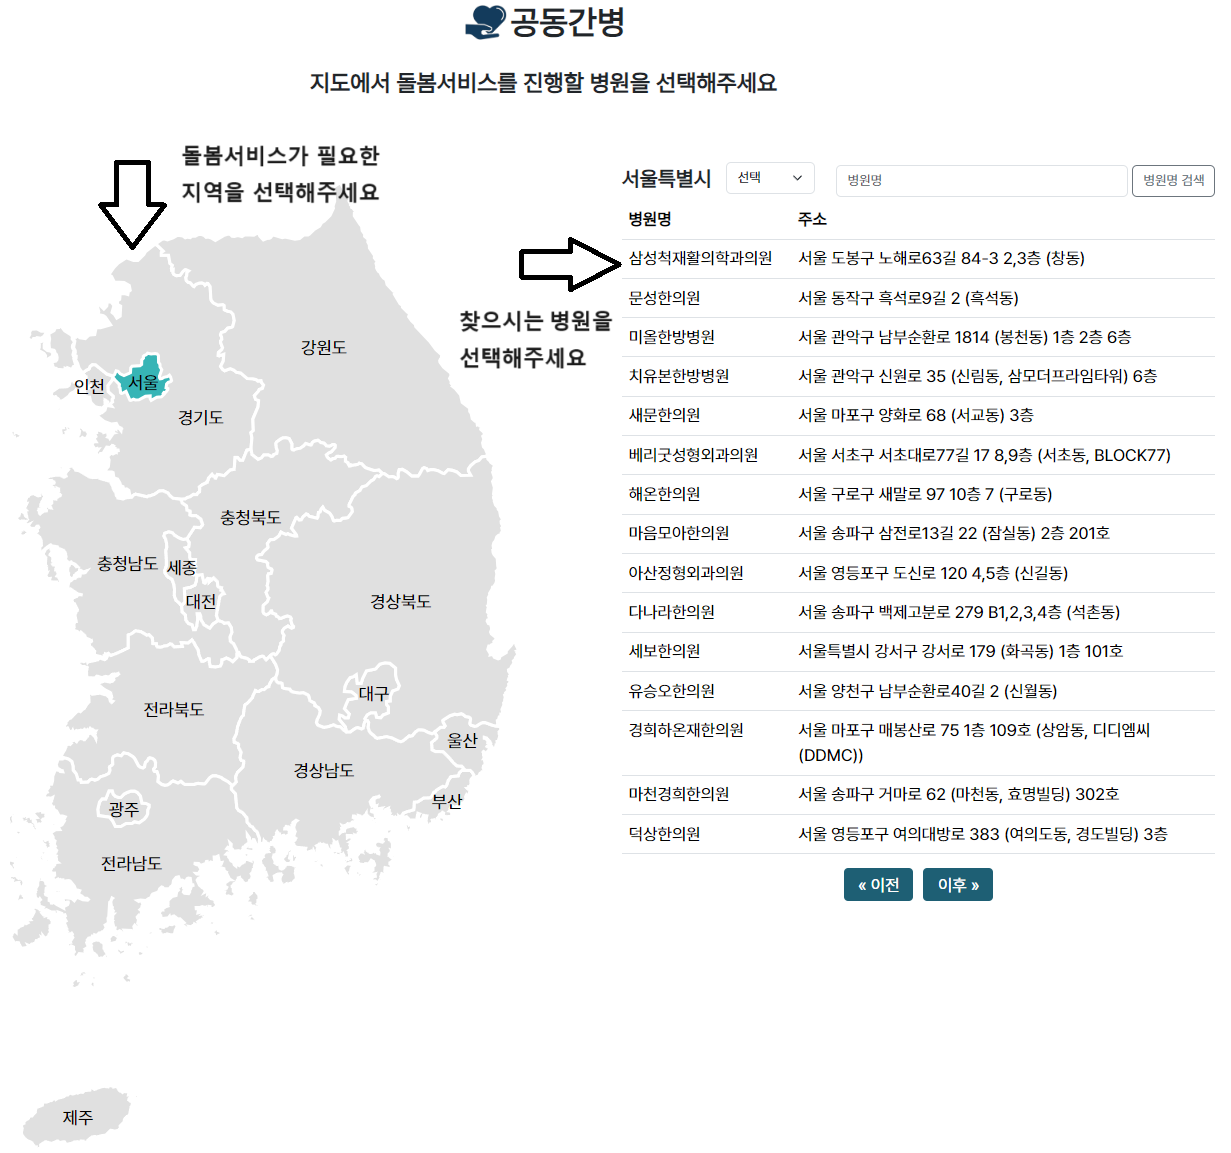 공동간병
지도에서 돌봄서비스를 진행할 병원을 선택해주세요
돌봄서비스가 필요한
지역을 선택해주세요
강원도
서울
인천
경기도
충청북도
충청남도
세종
대전
경상북도
대구
전라북도
울산
경상남도
부산
광주
전라남도
제주
찾으시는 병원을
선택해주세요
서울특별시 선택 병원명 병원명 검색
병원명 주소
삼성척재활의학과의원 서울 도봉구 노해로63길 84-3 2,3층 (창동)
문성한의원 서울 동작구 흑석로9길 2 (흑석동)
미올한방병원 서울 관악구 남부순환로 1814 (봉천동) 1층 2층 6층
치유본한방병원 서울 관악구 신원로 35 (신림동, 삼모더프라임타워) 6층
새문한의원 서울 마포구 양화로 68 (서교동) 3층
베리굿성형외과의원 서울 서초구 서초대로77길 17 8,9층 (서초동, BLOCK77)
해온한의원 서울 구로구 새말로 97 10층 7 (구로동)
마음모아한의원 서울 송파구 삼전로13길 22 (잠실동) 2층 201호
아산정형외과의원 서울 영등포구 도신로 120 4,5층 (신길동)
다나라한의원 서울 송파구 백제고분로 279 B1,2,3,4층 (석촌동)
세보한의원 서울특별시 강서구 강서로 179 (화곡동) 1층 101호
유승오한의원 서울 양천구 남부순환로40길 2 (신월동)
경희하온재한의원 서울 마포구 매봉산로 75 1층 109호 (상암동, 디디엠씨
(DDMC))
마천경희한의원 서울 송파구 거마로 62 (마천동, 효명빌딩) 302호
덕상한의원 서울 영등포구 여의대방로 383 (여의도동, 경도빌딩) 3층
« 이전 이후 »